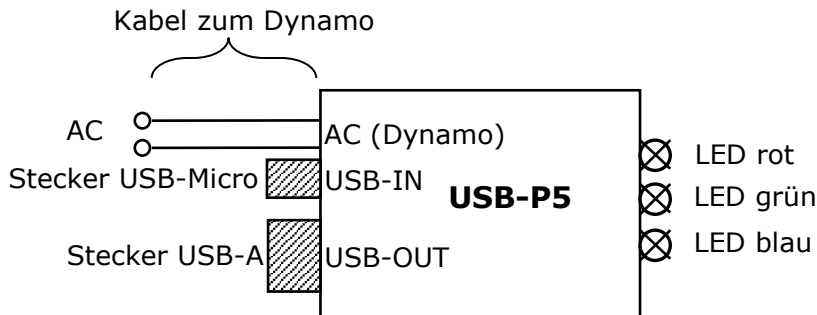 Kabel zum Dynamo
AC
AC (Dynamo)
LED rot
Stecker USB-Micro
USB-IN
USB-P5
LED grün
Stecker USB-A
USB-OUT
LED blau